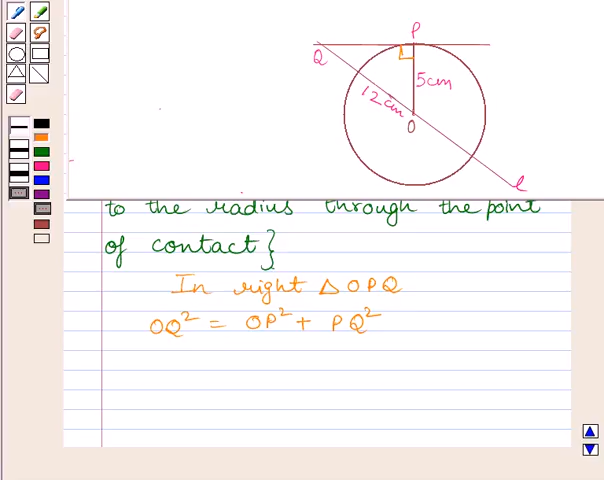 P
Q
5cm
12cm
O
l
to the radius through the point
of contact}
In right △OPQ
OQ² = OP² + PQ²